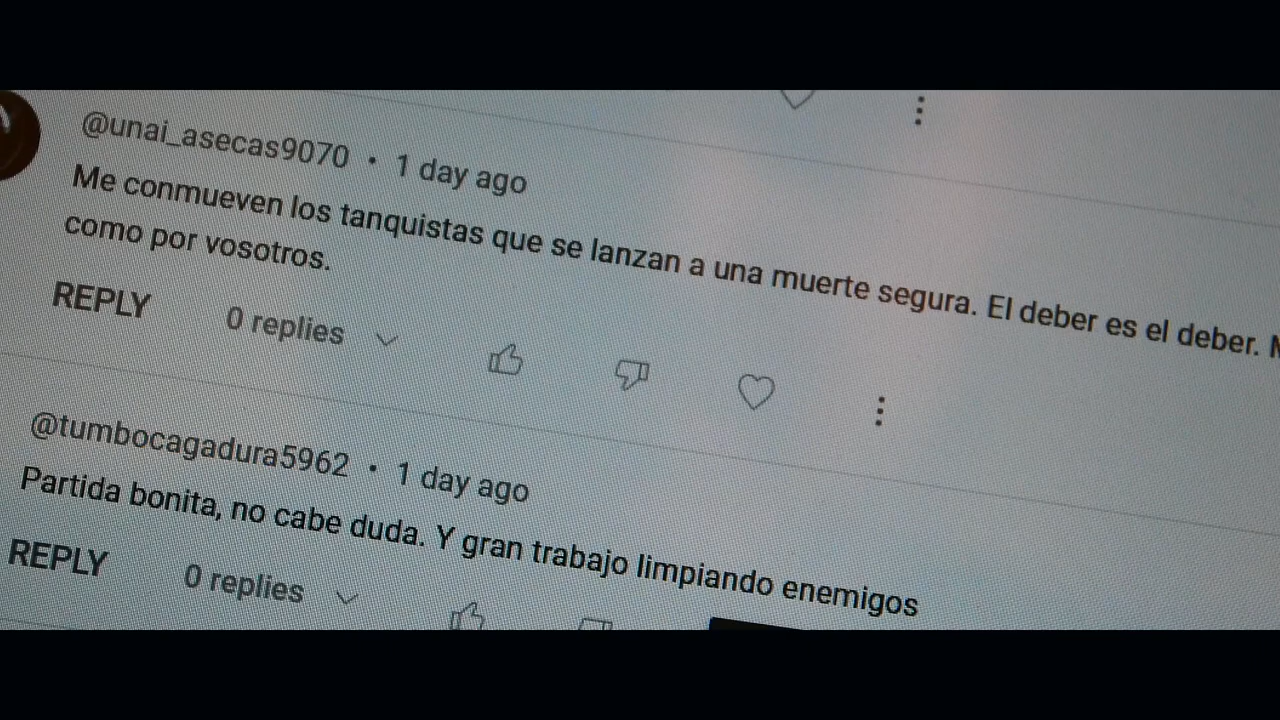 @unai_asecas9070 • 1 day ago
Me conmueven los tanquistas que se lanzan a una muerte segura. El deber es el deber.
como por vosotros.
REPLY 0 replies
@tumbocagadura5962 • 1 day ago
Partida bonita, no cabe duda. Y gran trabajo limpiando enemigos
REPLY 0 replies